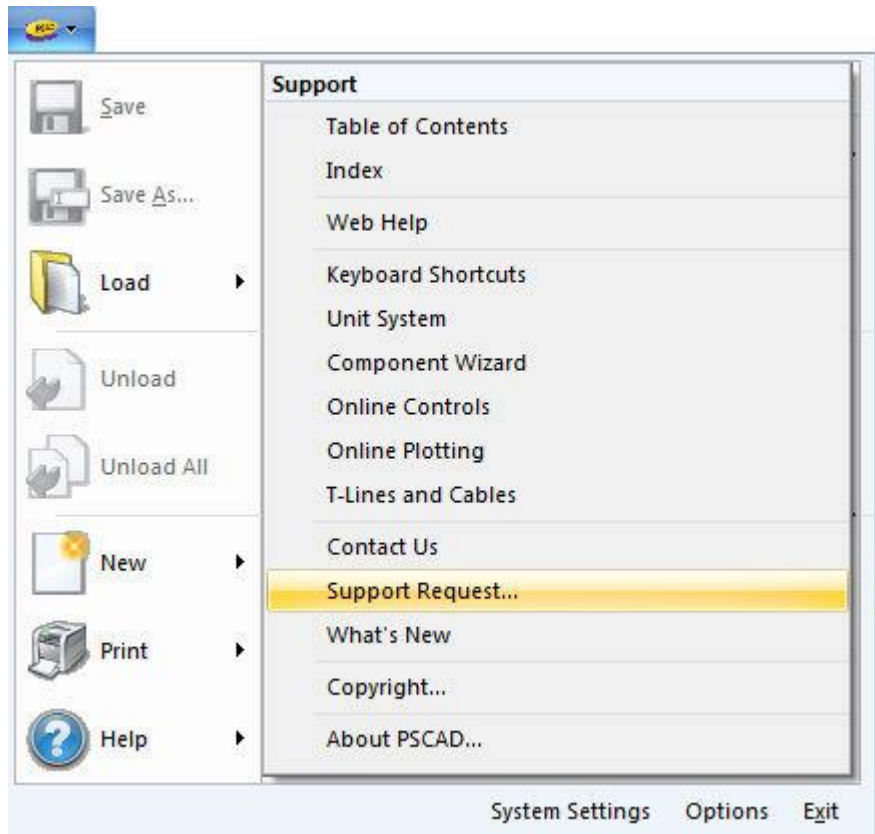 Save
Save As...
Load
Unload
Unload All
New
Print
Help
Support
Table of Contents
Index
Web Help
Keyboard Shortcuts
Unit System
Component Wizard
Online Controls
Online Plotting
T-Lines and Cables
Contact Us
Support Request...
What's New
Copyright...
About PSCAD...
System Settings Options Exit